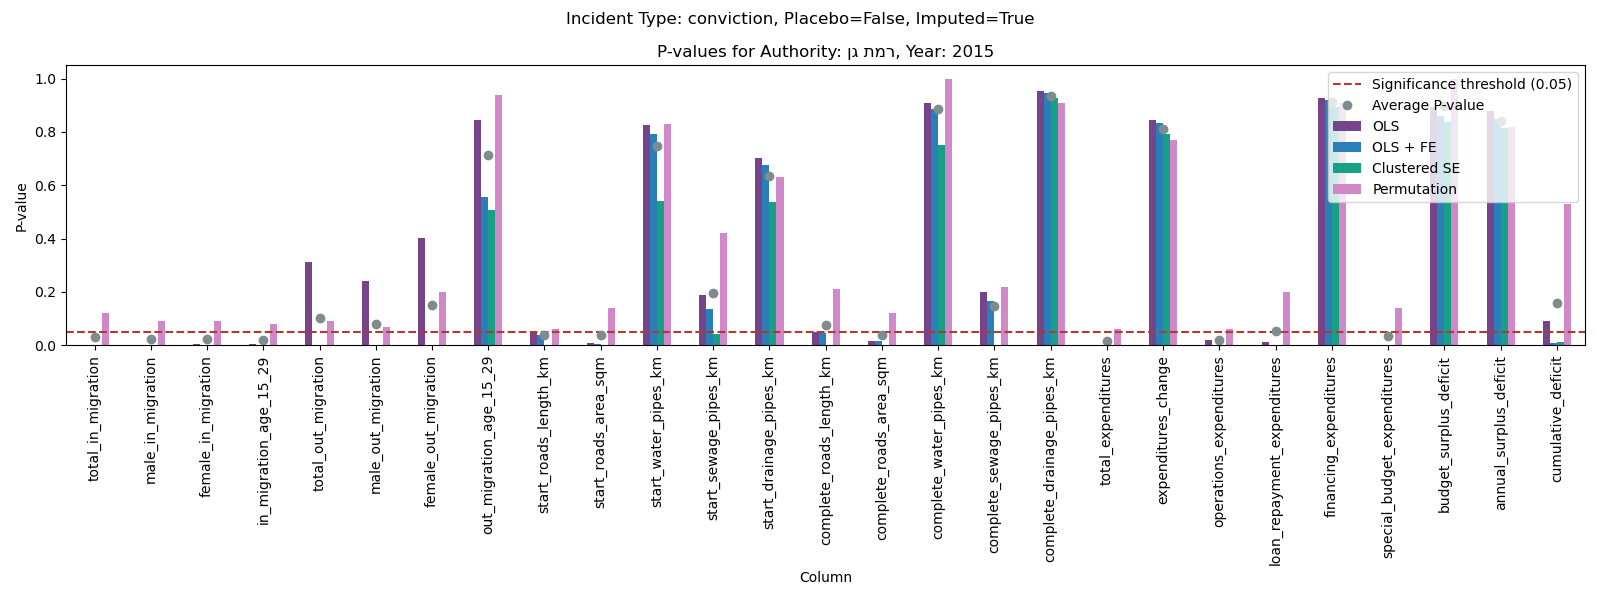 Incident Type: conviction, Placebo=False, Imputed=True
P-values for Authority: רמת גן, Year: 2015
P-value
1.0
0.8
0.6
0.4
0.2
0.0
Significance threshold (0.05)
Average P-value
OLS
OLS + FE
Clustered SE
Permutation
total_in_migration
male_in_migration
female_in_migration
in_migration_age_15_29
total_out_migration
male_out_migration
female_out_migration
out_migration_age_15_29
start_roads_length_km
start_roads_area_sqm
start_water_pipes_km
start_sewage_pipes_km
start_drainage_pipes_km
complete_roads_length_km
complete_roads_area_sqm
complete_water_pipes_km
complete_sewage_pipes_km
complete_drainage_pipes_km
total_expenditures
expenditures_change
operations_expenditures
loan_repayment_expenditures
financing_expenditures
special_budget_expenditures
budget_surplus_deficit
annual_surplus_deficit
cumulative_deficit
Column